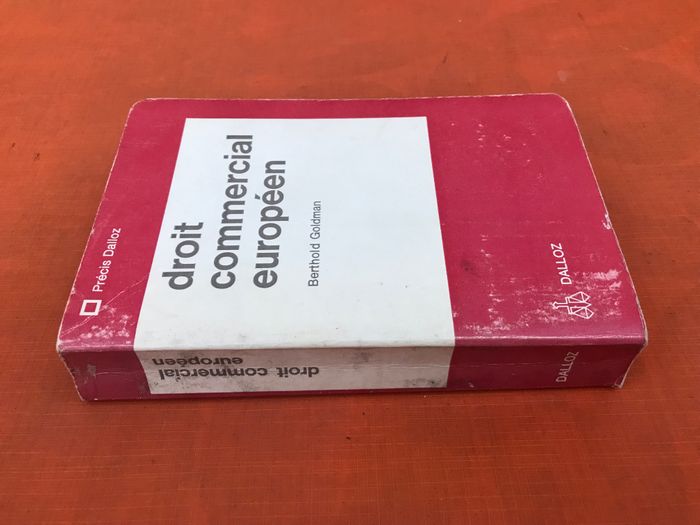 Précis Dalloz
droit
commercial
européen
Berthold Goldman
DALLOZ
droit commercial
européen
DALLOZ